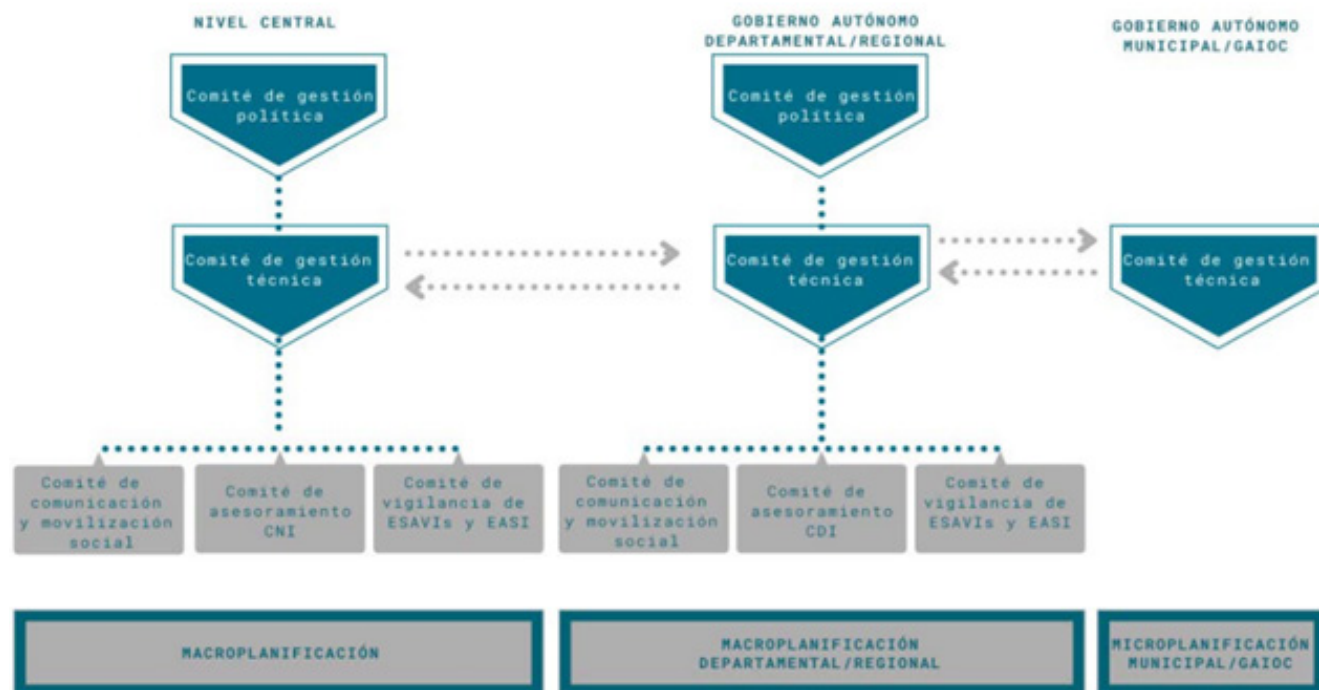 NIVEL CENTRAL
GOBIERNO AUTÓNOMO
DEPARTAMENTAL/REGIONAL
GOBIERNO AUTÓNOMO
MUNICIPAL/GAIOC
Comité de gestión
política
Comité de gestión
política
Comité de gestión
técnica
Comité de gestión
técnica
Comité de gestión
técnica
Comité de
comunicación
y movilización
social
Comité de
asesoramiento
CNI
Comité de
vigilancia de
ESAVIs y EASI
Comité de
comunicación
y movilización
social
Comité de
asesoramiento
CDI
Comité de
vigilancia de
ESAVIs y EASI
MACROPLANIFICACIÓN
MACROPLANIFICACIÓN
DEPARTAMENTAL/REGIONAL
MICROPLANIFICACIÓN
MUNICIPAL/GAIOC